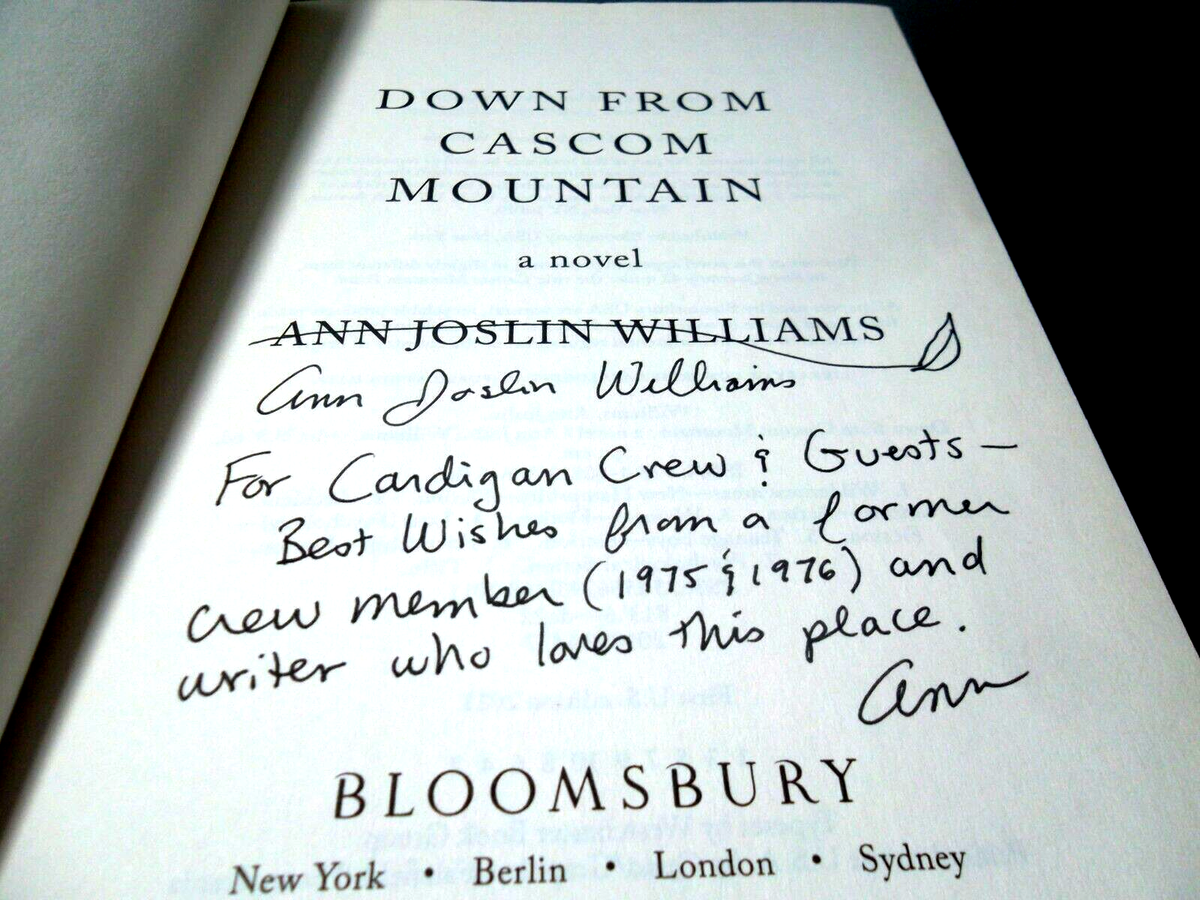 DOWN FROM
CASCOM
MOUNTAIN
a novel
ANN JOSLIN WILLIAMS
Ann Joslin Williams
For Cardigan Crew & Guests—
Best Wishes from a former
crew member (1975 & 1976) and
writer who loves this place.
Ann
BLOOMSBURY
New York • Berlin • London • Sydney